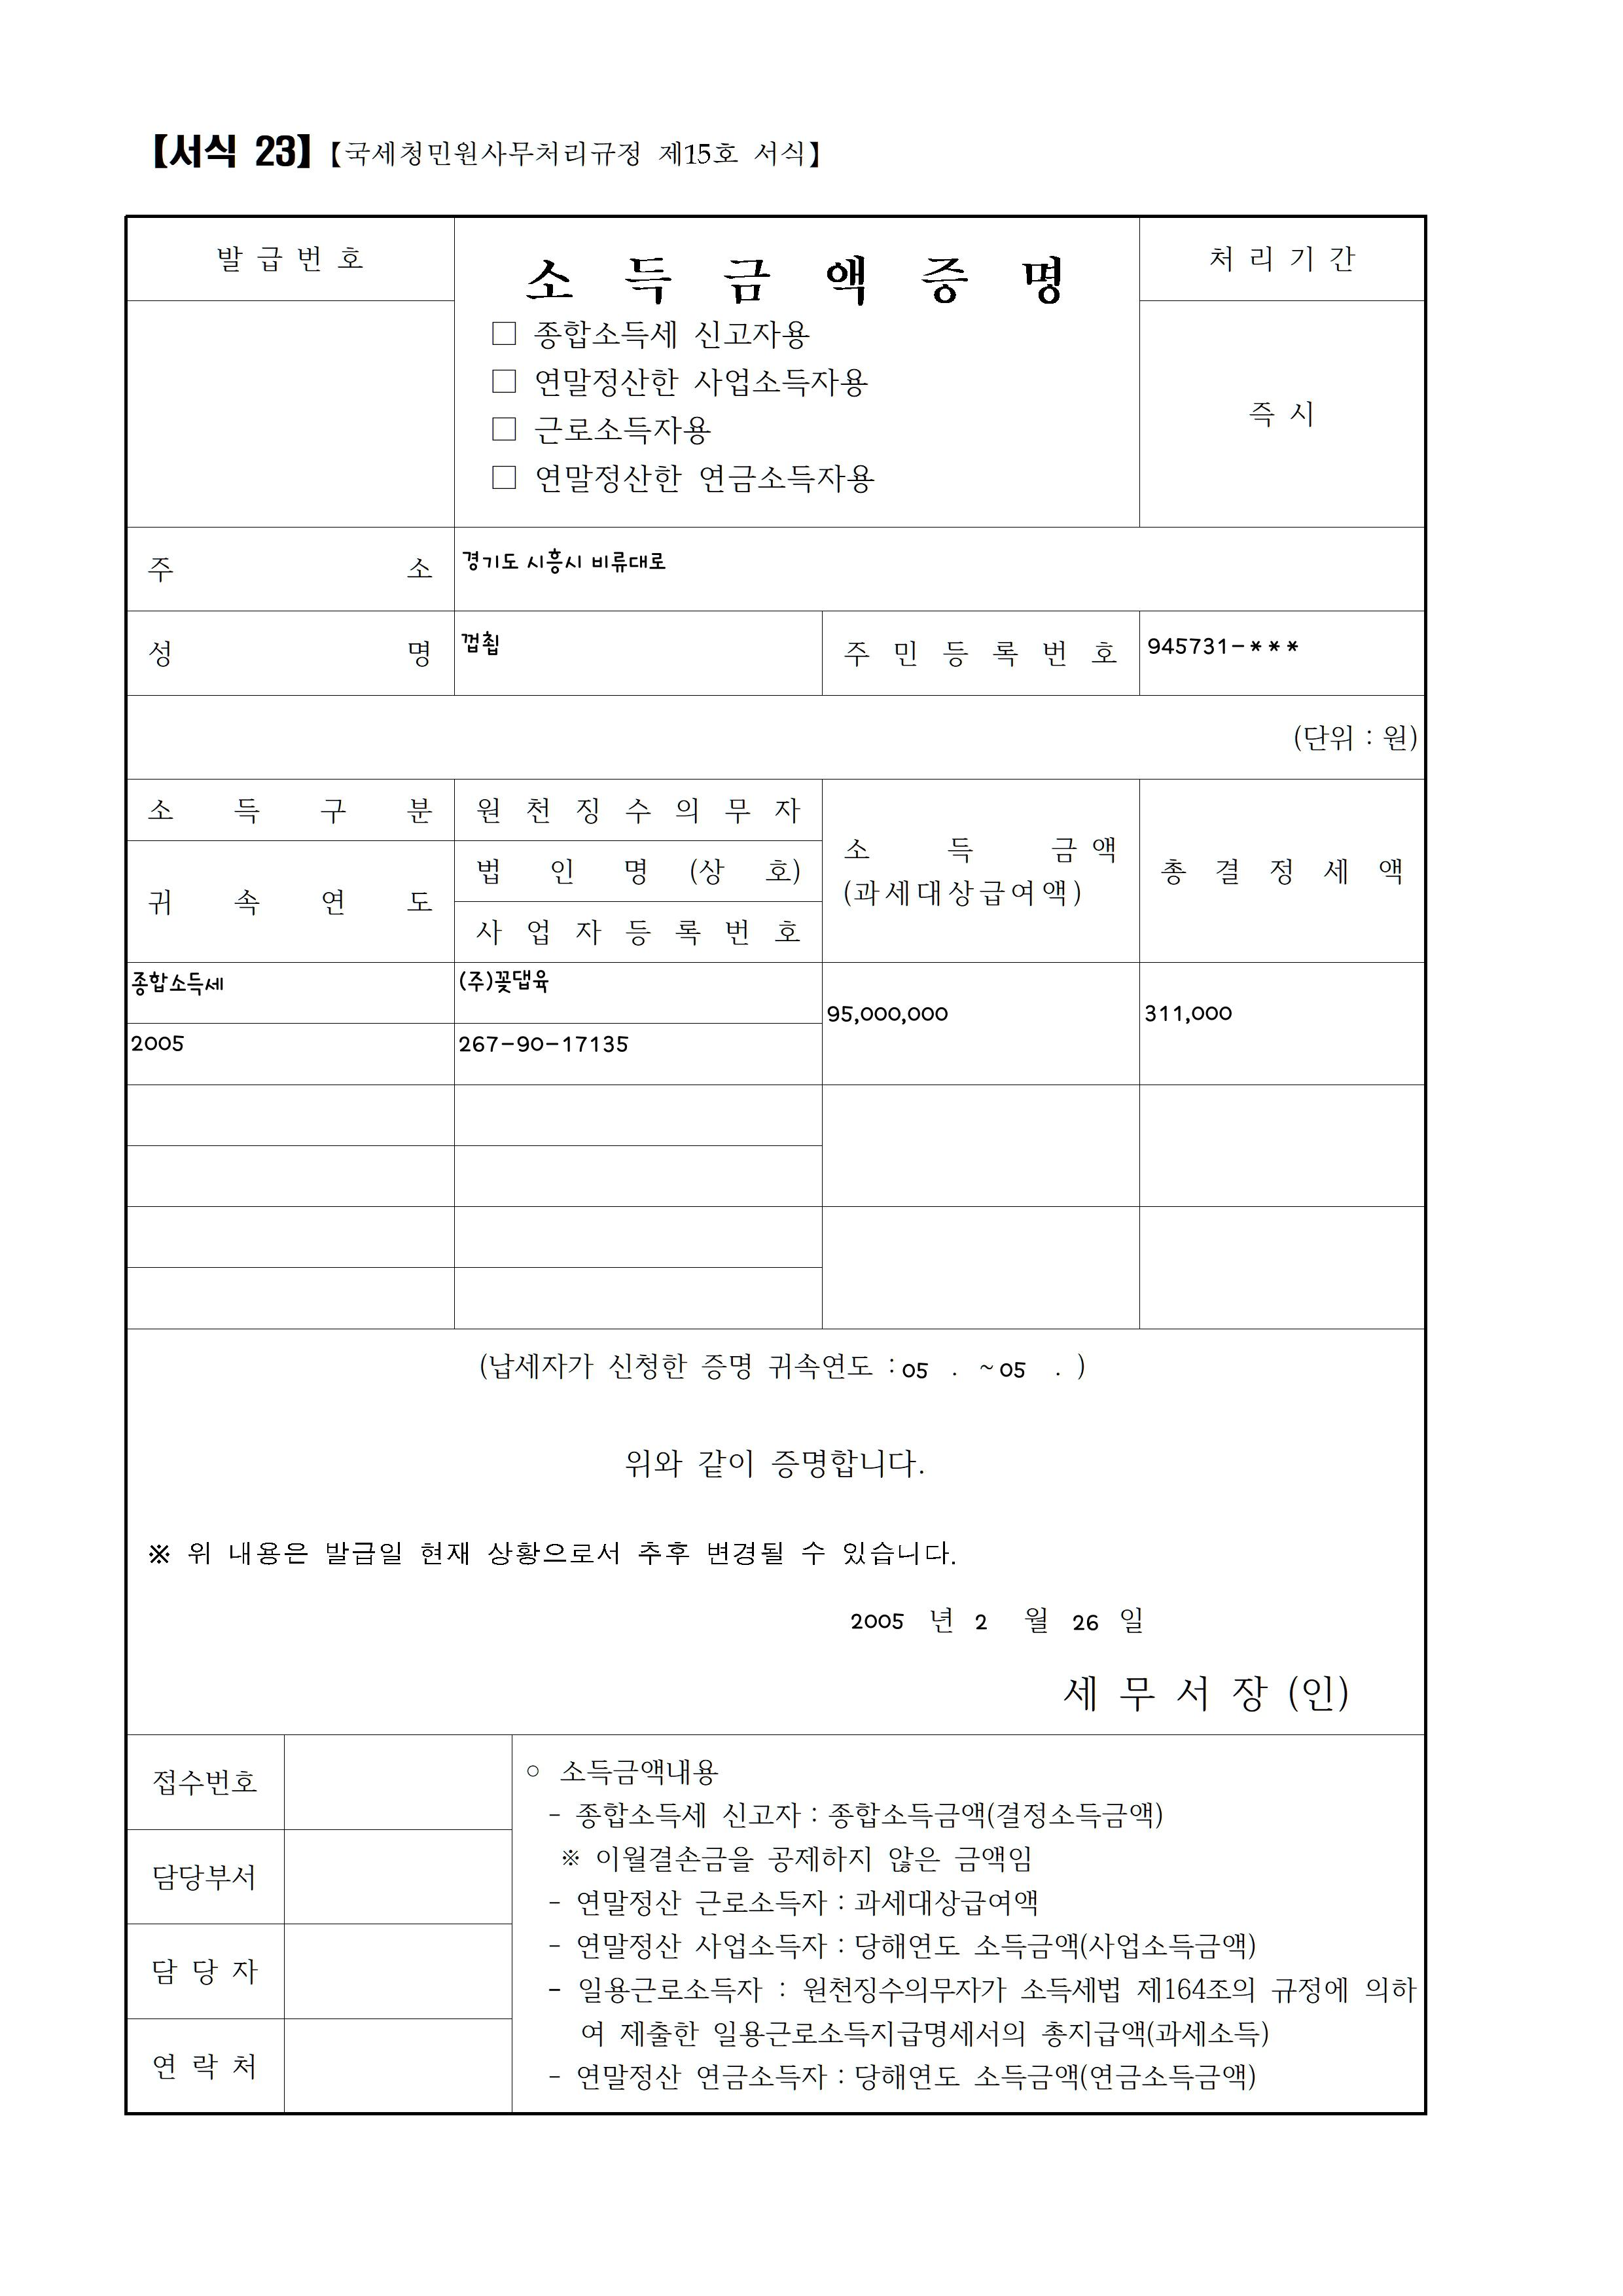 【서식 23】【국세청민원사무처리규정 제15호 서식】
발 급 번 호
소 득 금 액 증 명
처 리 기 간
□ 종합소득세 신고자용
□ 연말정산한 사업소득자용
□ 근로소득자용
□ 연말정산한 연금소득자용
즉 시
주 소
경기도 시흥시 비류대로
성 명
껍쵭
주 민 등 록 번 호
945731-***
(단위 : 원)
소 득 구 분
원 천 징 수 의 무 자
소 득 금 액
(과세대상급여액)
총 결 정 세 액
귀 속 연 도
법 인 명 (상 호)
사 업 자 등 록 번 호
종합소득세
(주)꽃댑육
95,000,000
311,000
2005
267-90-17135
(납세자가 신청한 증명 귀속연도 : 05 . ~ 05 . )
위와 같이 증명합니다.
※ 위 내용은 발급일 현재 상황으로서 추후 변경될 수 있습니다.
2005 년 2 월 26 일
세 무 서 장 (인)
접수번호
담당부서
담 당 자
연 락 처
○ 소득금액내용
- 종합소득세 신고자 : 종합소득금액(결정소득금액)
※ 이월결손금을 공제하지 않은 금액임
- 연말정산 근로소득자 : 과세대상급여액
- 연말정산 사업소득자 : 당해연도 소득금액(사업소득금액)
- 일용근로소득자 : 원천징수의무자가 소득세법 제164조의 규정에 의하
여 제출한 일용근로소득지급명세서의 총지급액(과세소득)
- 연말정산 연금소득자 : 당해연도 소득금액(연금소득금액)